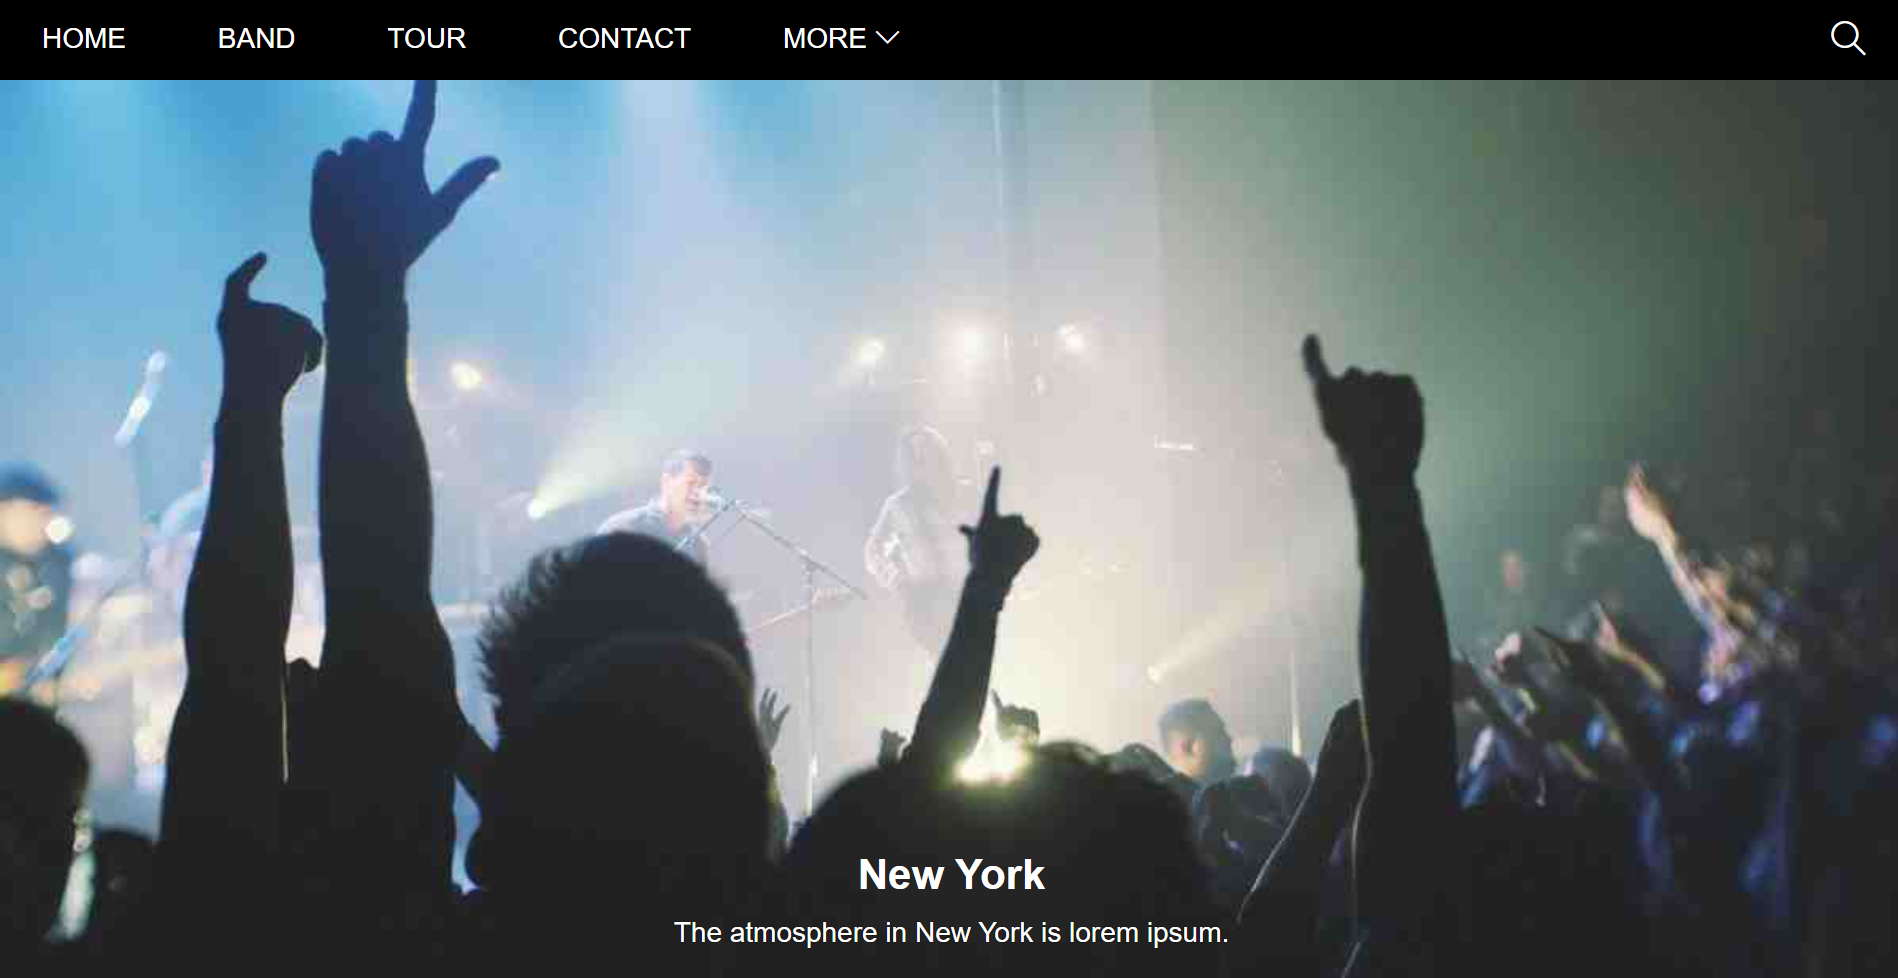 HOME BAND TOUR CONTACT MORE
New York
The atmosphere in New York is lorem ipsum.